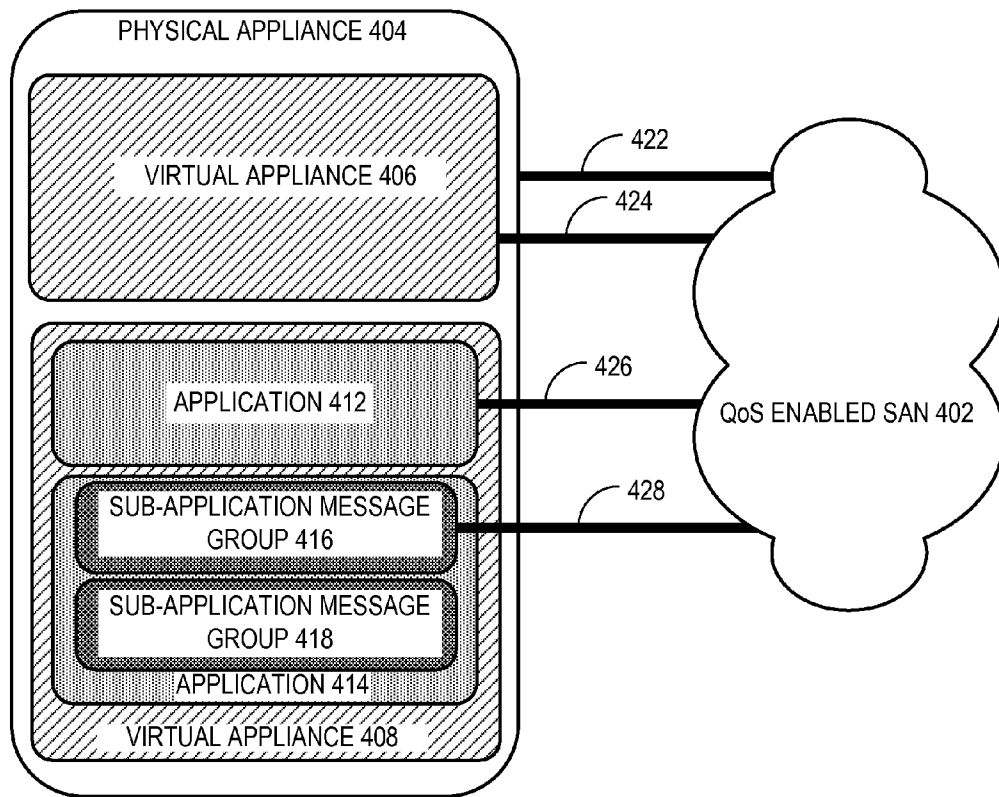 PHYSICAL APPLIANCE 404
VIRTUAL APPLIANCE 406
422
424
APPLICATION 412
426
QoS ENABLED SAN 402
SUB-APPLICATION MESSAGE
GROUP 416
428
SUB-APPLICATION MESSAGE
GROUP 418
APPLICATION 414
VIRTUAL APPLIANCE 408